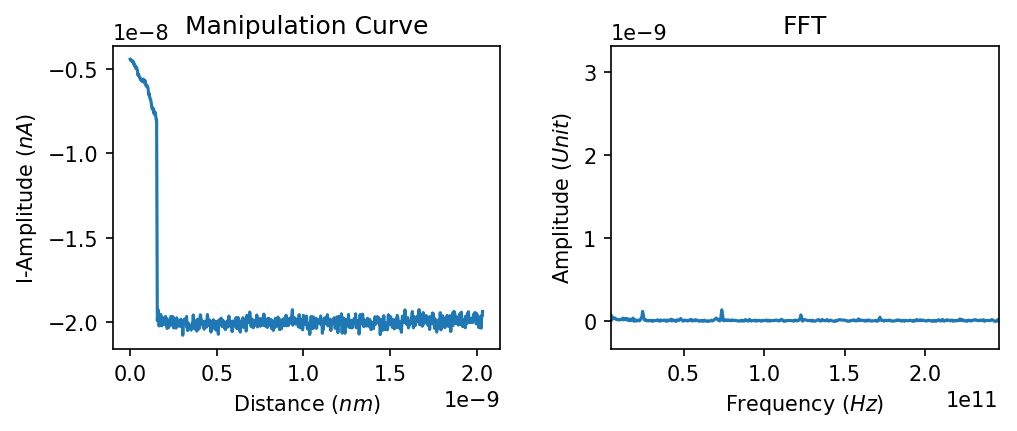 Manipulation Curve
1e−8
−0.5
−1.0
−1.5
−2.0
I-Amplitude (nA)
0.0 0.5 1.0 1.5 2.0
1e−9
Distance (nm)
FFT
1e−9
3
2
1
0
Amplitude (Unit)
0.5 1.0 1.5 2.0
1e11
Frequency (Hz)